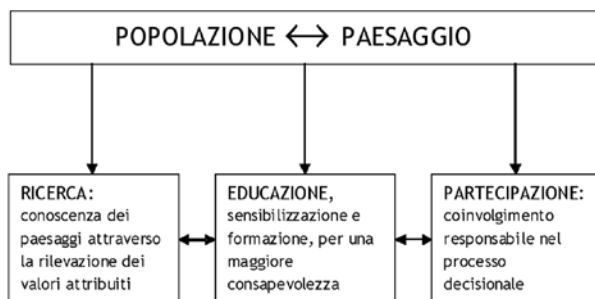 POPOLAZIONE ↔ PAESAGGIO
RICERCA:
conoscenza dei
paesaggi attraverso
la rilevazione dei
valori attribuiti
EDUCAZIONE,
sensibilizzazione e
formazione, per una
maggiore
consapevolezza
PARTECIPAZIONE:
coinvolgimento
responsabile nel
processo
decisionale